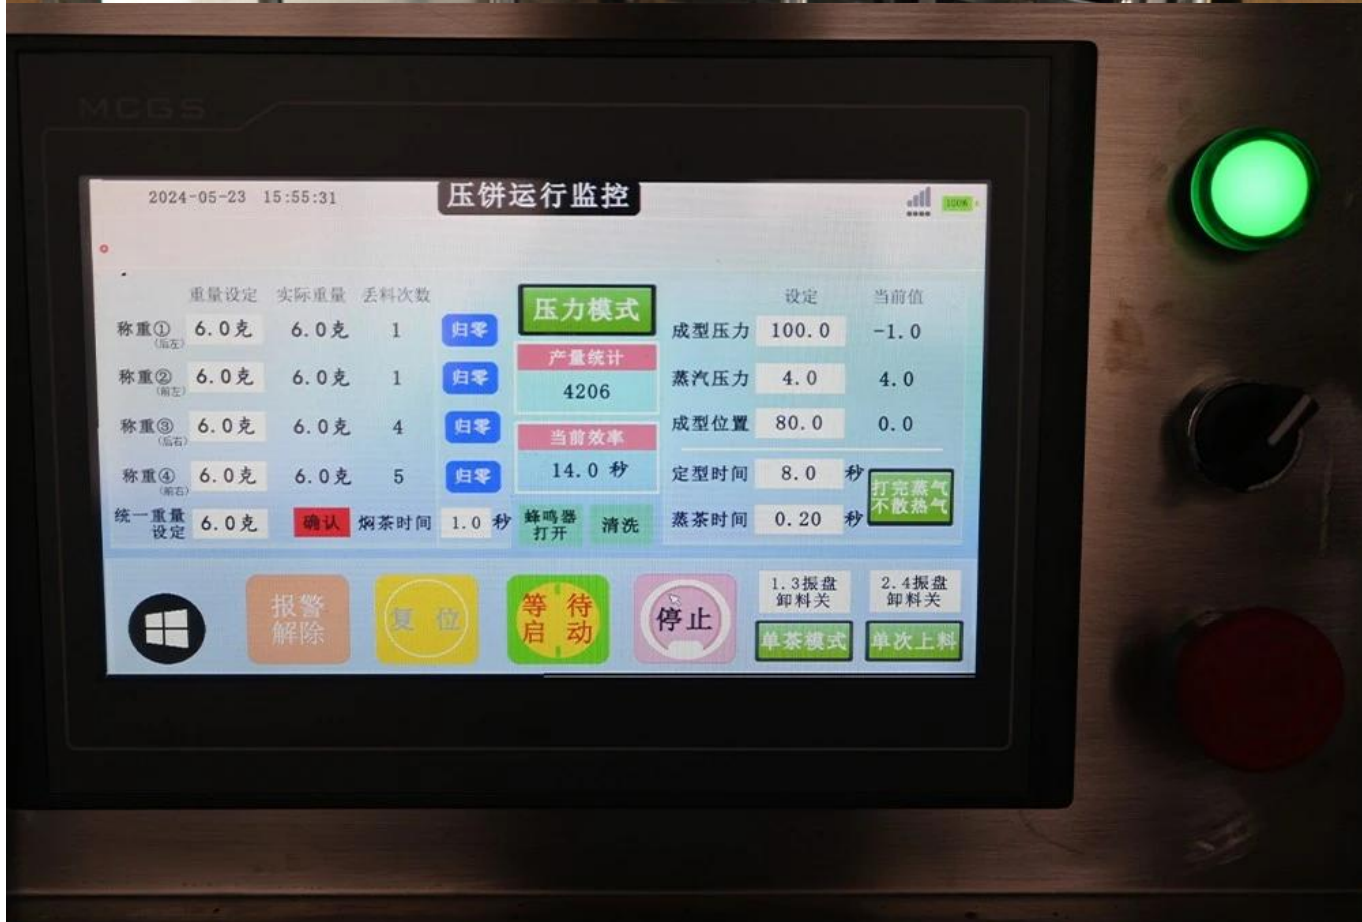 MCGS
2024-05-23 15:55:31
压饼运行监控
100%
重量设定 实际重量 丢料次数
称重① 6.0克 6.0克 1 归零
(后左)
称重② 6.0克 6.0克 1 归零
(前左)
称重③ 6.0克 6.0克 4 归零
(后右)
称重④ 6.0克 6.0克 5 归零
(前右)
统一重量
设定
6.0克 确认 焖茶时间 1.0 秒
压力模式
产量统计
4206
当前效率
14.0 秒
蜂鸣器
打开
清洗
设定 当前值
成型压力 100.0 -1.0
蒸汽压力 4.0 4.0
成型位置 80.0 0.0
定型时间 8.0 秒
蒸茶时间 0.20 秒
打完蒸气
不散热气
报警
解除
复位
等待
启动
停止
1.3振盘
卸料关
2.4振盘
卸料关
单茶模式
单次上料